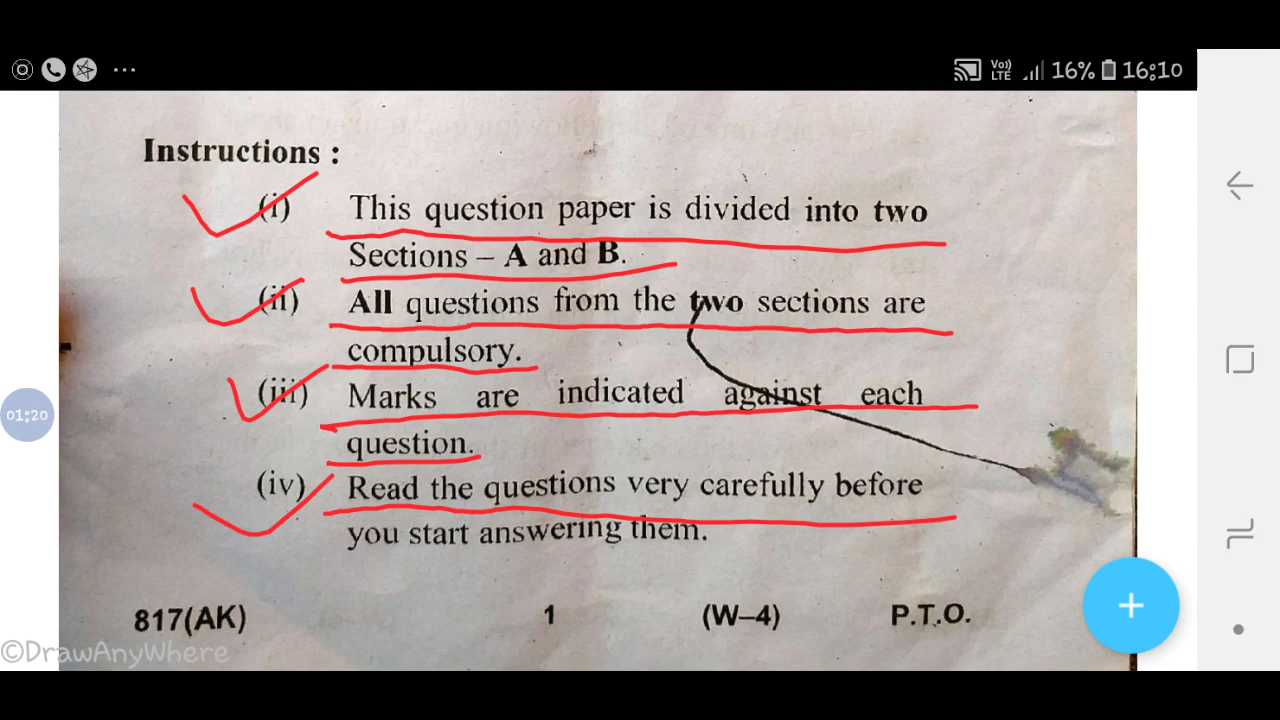 Vo))
LTE 16% 16:10
Instructions :
(i) This question paper is divided into two
Sections – A and B.
(ii) All questions from the two sections are
compulsory.
(iii) Marks are indicated against each
question.
01:20
(iv) Read the questions very carefully before
you start answering them.
817(AK) 1 (W–4) P.T.O.
©DrawAnyWhere